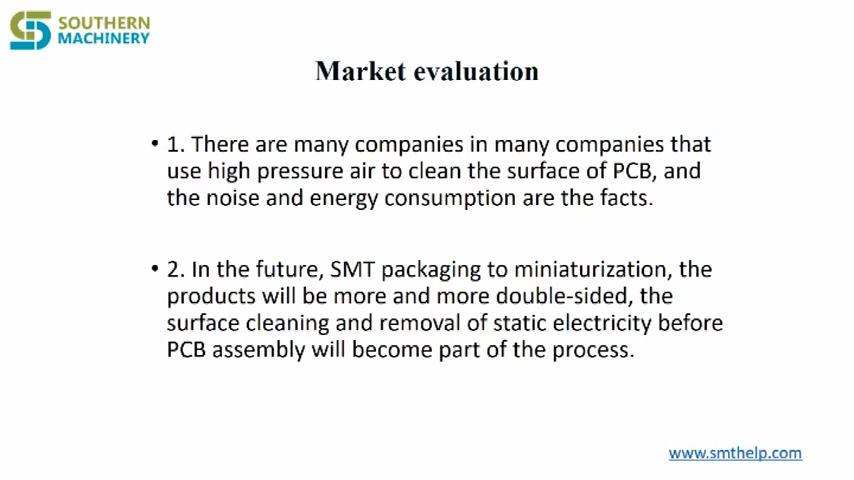 SOUTHERN
MACHINERY
Market evaluation
• 1. There are many companies in many companies that
use high pressure air to clean the surface of PCB, and
the noise and energy consumption are the facts.
• 2. In the future, SMT packaging to miniaturization, the
products will be more and more double-sided, the
surface cleaning and removal of static electricity before
PCB assembly will become part of the process.
www.smthelp.com